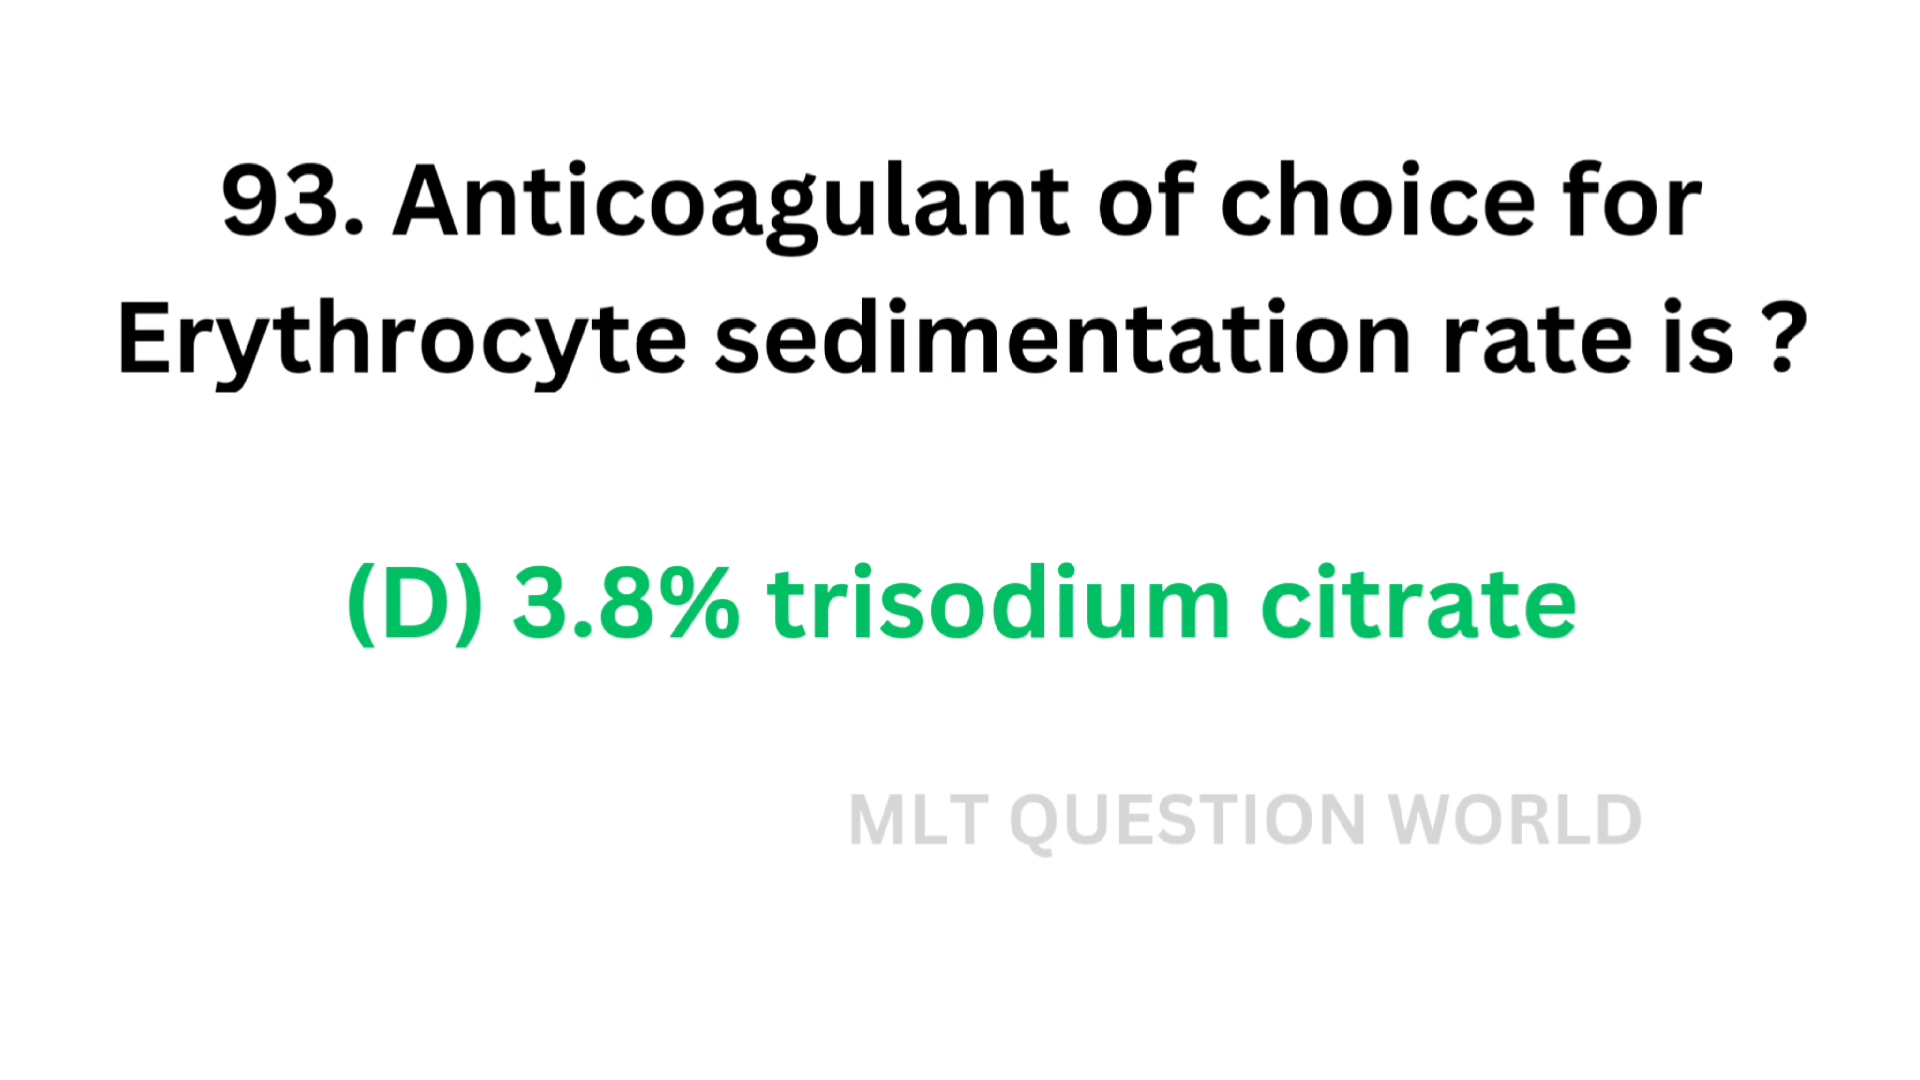 93. Anticoagulant of choice for
Erythrocyte sedimentation rate is ?
(D) 3.8% trisodium citrate
MLT QUESTION WORLD